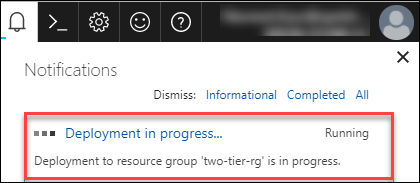 Notifications
Dismiss: Informational Completed All
Deployment in progress... Running
Deployment to resource group 'two-tier-rg' is in progress.